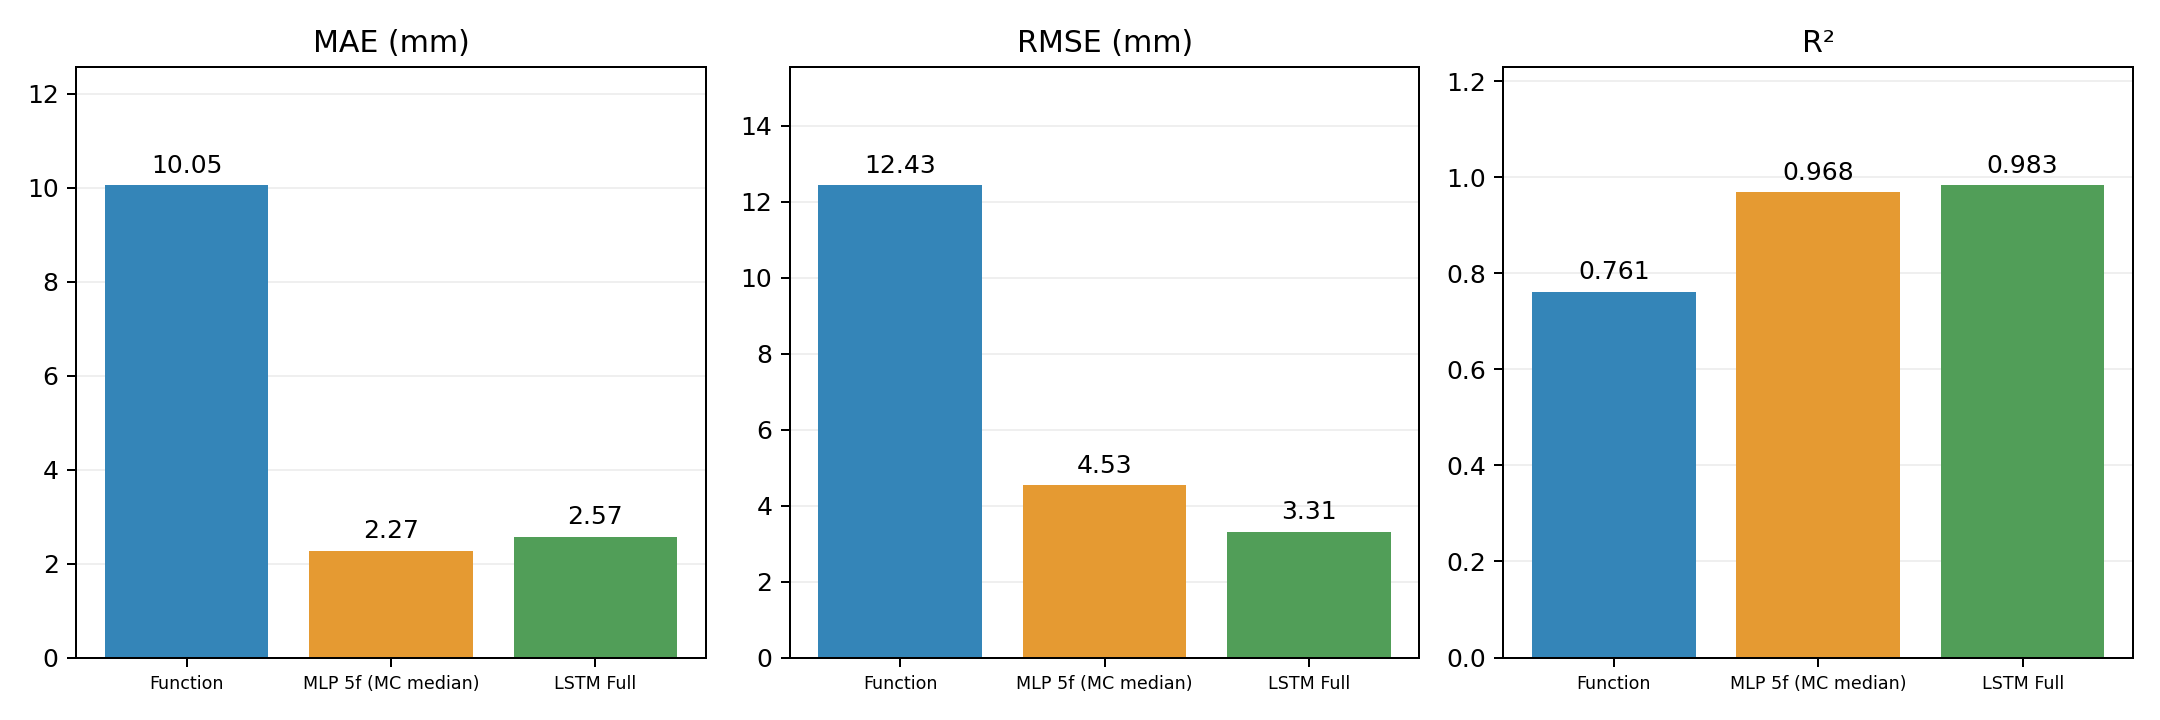 MAE (mm)
12
10
8
6
4
2
0
10.05
2.27
2.57
Function
MLP 5f (MC median)
LSTM Full
RMSE (mm)
14
12
10
8
6
4
2
0
12.43
4.53
3.31
Function
MLP 5f (MC median)
LSTM Full
R²
1.2
1.0
0.8
0.6
0.4
0.2
0.0
0.761
0.968
0.983
Function
MLP 5f (MC median)
LSTM Full